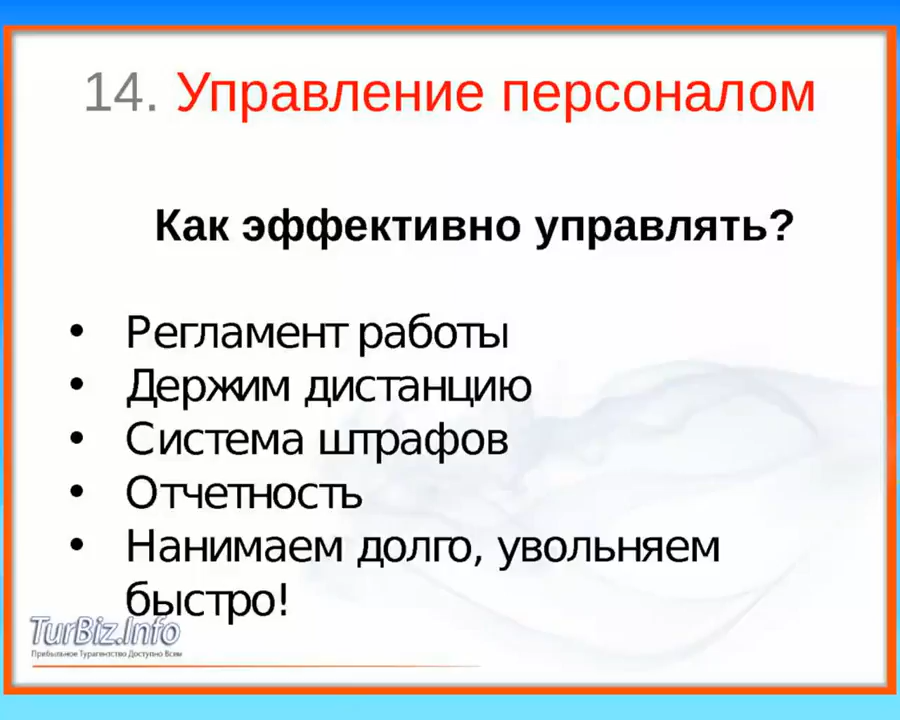 14. Управление персоналом
Как эффективно управлять?
• Регламент работы
• Держим дистанцию
• Система штрафов
• Отчетность
• Нанимаем долго, увольняем
быстро!
TurBiz.Info
Прибыльное Турагентство Доступно Всем